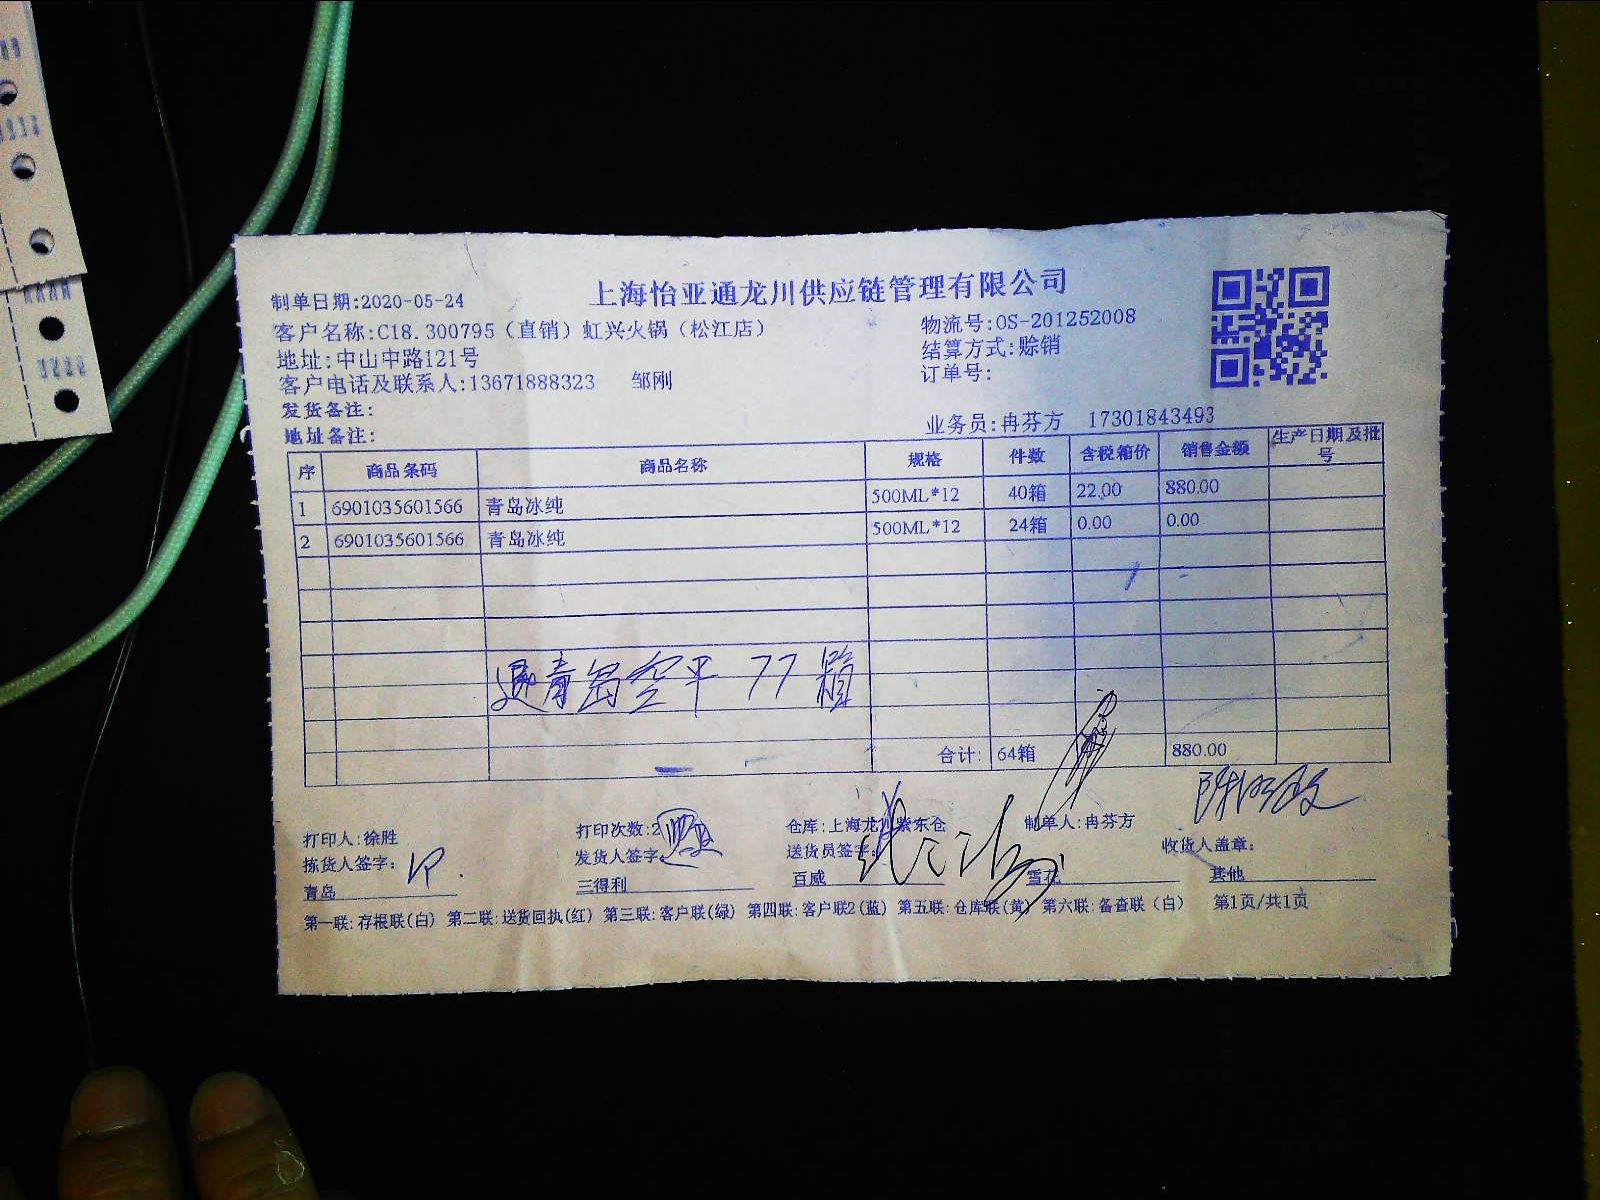 上海怡亚通龙川供应链管理有限公司
制单日期:2020-05-24
客户名称:C18.300795（直销）虹兴火锅（松江店）
物流号:OS-201252008
地址:中山中路121号
结算方式:赊销
客户电话及联系人:13671888323 邹刚
订单号:
发货备注:
地址备注:
业务员:冉芬方 17301843493
序 商品条码 商品名称 规格 件数 含税箱价 销售金额 生产日期及批号
1 6901035601566 青岛冰纯 500ML*12 40箱 22.00 880.00
2 6901035601566 青岛冰纯 500ML*12 24箱 0.00 0.00
退青岛空平 77箱
合计: 64箱 880.00
打印人:徐胜 打印次数:2 仓库:上海龙川紫东仓 制单人:冉芬方
拣货人签字: 发货人签字: 送货员签字: 收货人盖章:
青岛 三得利 百威 雪花 其他
第一联:存根联(白) 第二联:送货回执(红) 第三联:客户联(绿) 第四联:客户联2(蓝) 第五联:仓库联(黄) 第六联:备查联（白） 第1页/共1页